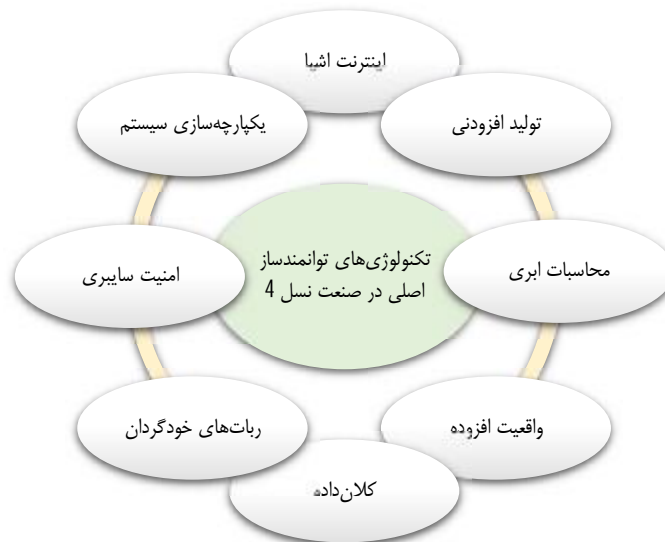 اینترنت اشیا
یکپارچه‌سازی سیستم
تولید افزودنی
تکنولوژی‌های توانمندساز
اصلی در صنعت نسل 4
امنیت سایبری
محاسبات ابری
ربات‌های خودگردان
واقعیت افزوده
کلان‌داده